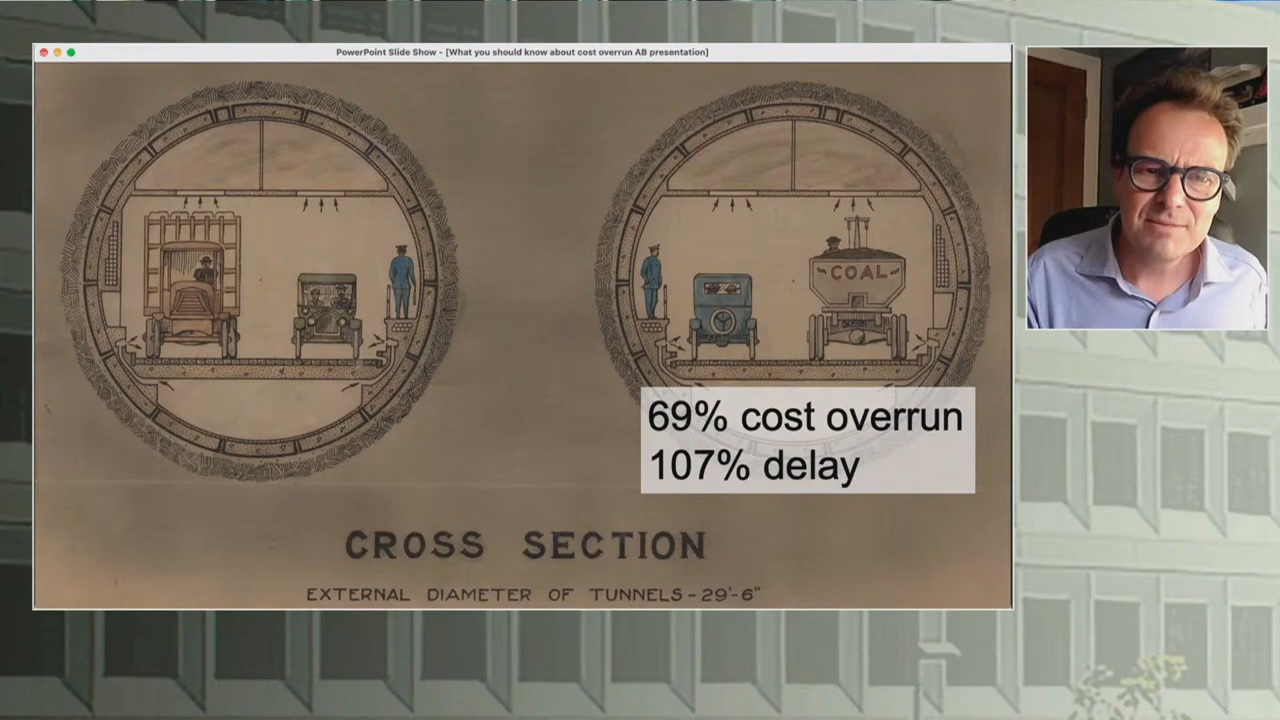 PowerPoint Slide Show - [What you should know about cost overrun AB presentation]
COAL
69% cost overrun
107% delay
CROSS SECTION
EXTERNAL DIAMETER OF TUNNELS-29'-6"